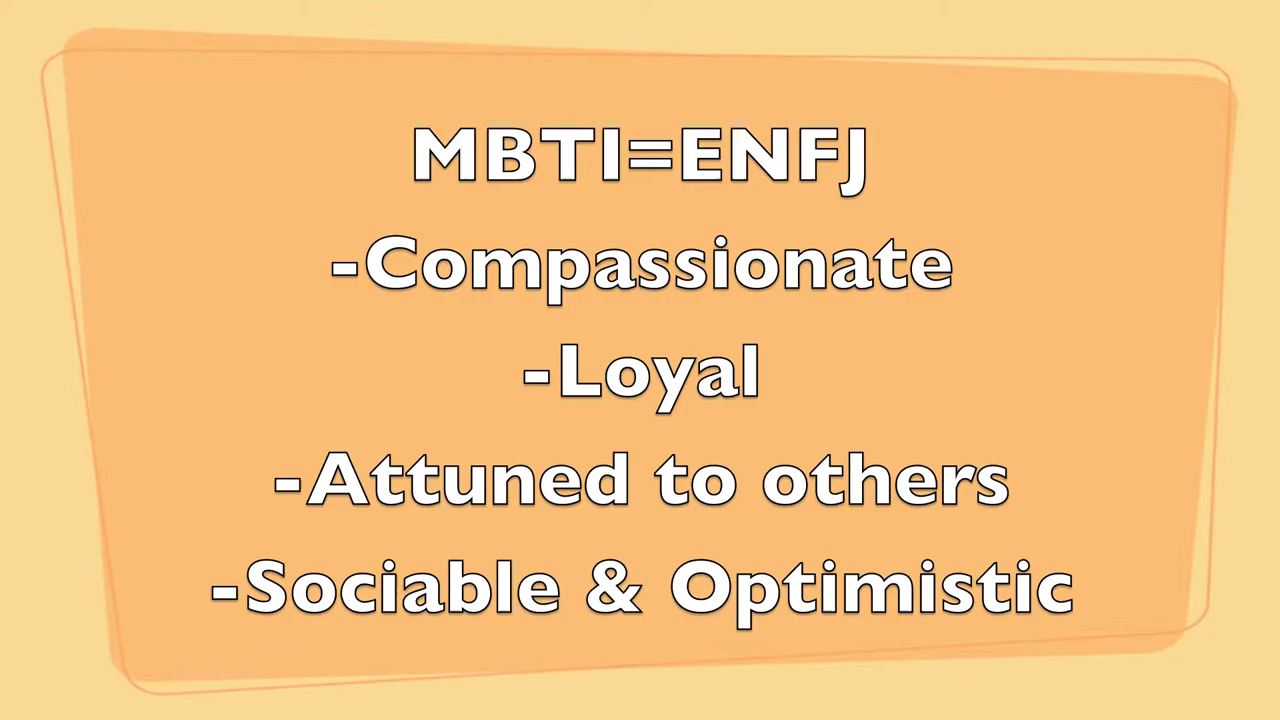 MBTI=ENFJ
-Compassionate
-Loyal
-Attuned to others
-Sociable & Optimistic